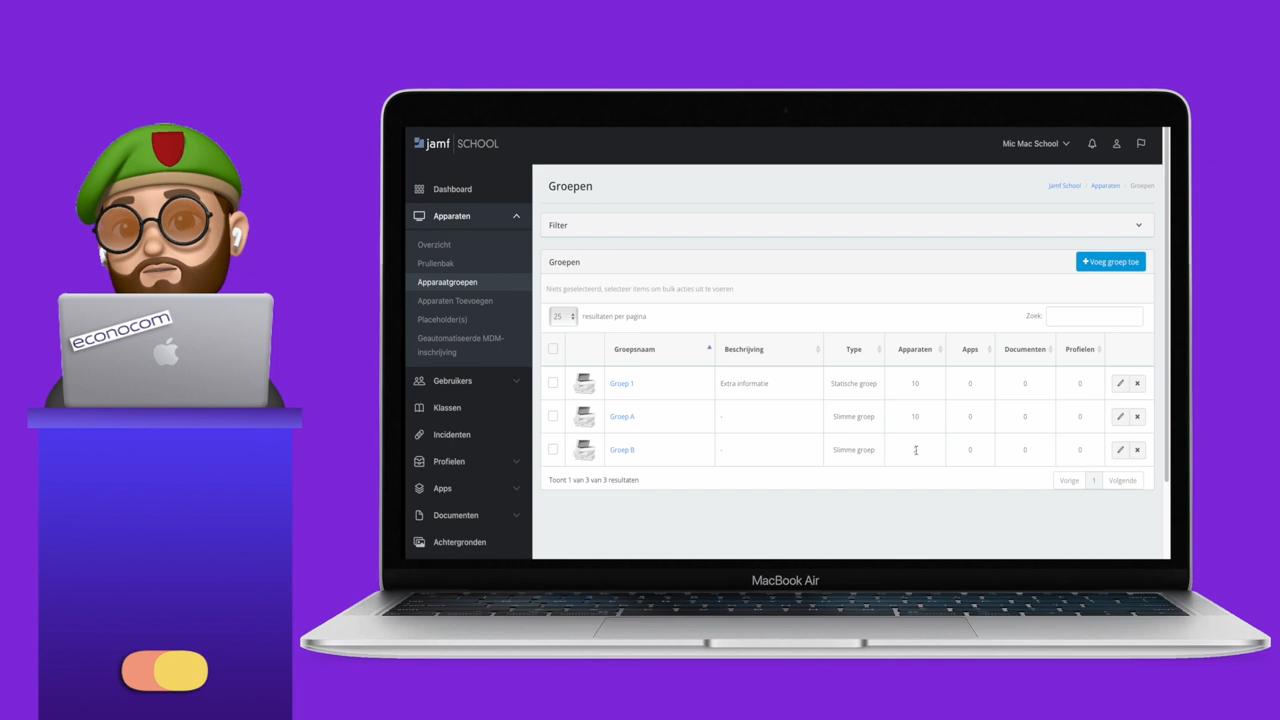 econocom
jamf SCHOOL
Mic Mac School
Dashboard
Apparaten
Overzicht
Prullenbak
Apparaatgroepen
Apparaten Toevoegen
Placeholder(s)
Geautomatiseerde MDM-
inschrijving
Gebruikers
Klassen
Incidenten
Profielen
Apps
Documenten
Achtergronden
Groepen
Jamf School / Apparaten / Groepen
Filter
Groepen
+Voeg groep toe
Niets geselecteerd, selecteer items om bulk acties uit te voeren
25 resultaten per pagina
Zoek:
Groepsnaam Beschrijving Type Apparaten Apps Documenten Profielen
Groep 1 Extra informatie Statische groep 10 0 0 0
Groep A - Slimme groep 10 0 0 0
Groep B - Slimme groep 0 0 0
Toont 1 van 3 van 3 resultaten
Vorige 1 Volgende
MacBook Air